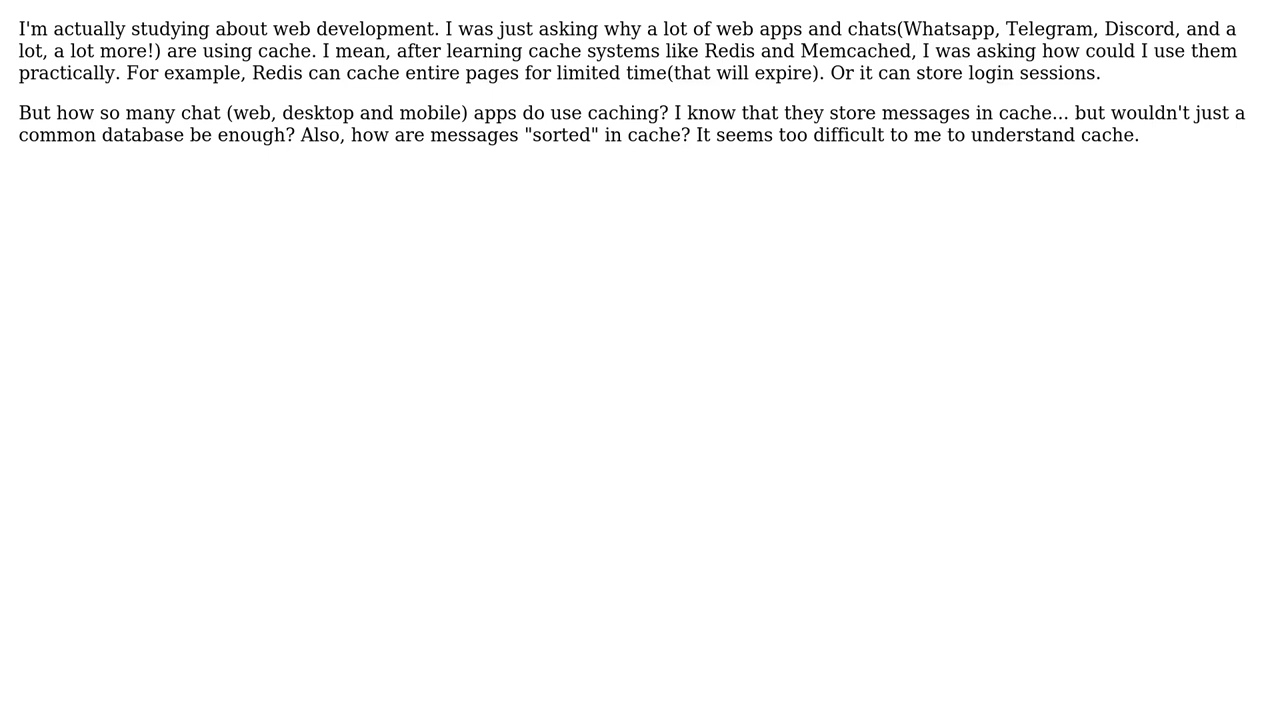 I'm actually studying about web development. I was just asking why a lot of web apps and chats(Whatsapp, Telegram, Discord, and a
lot, a lot more!) are using cache. I mean, after learning cache systems like Redis and Memcached, I was asking how could I use them
practically. For example, Redis can cache entire pages for limited time(that will expire). Or it can store login sessions.
But how so many chat (web, desktop and mobile) apps do use caching? I know that they store messages in cache... but wouldn't just a
common database be enough? Also, how are messages "sorted" in cache? It seems too difficult to me to understand cache.